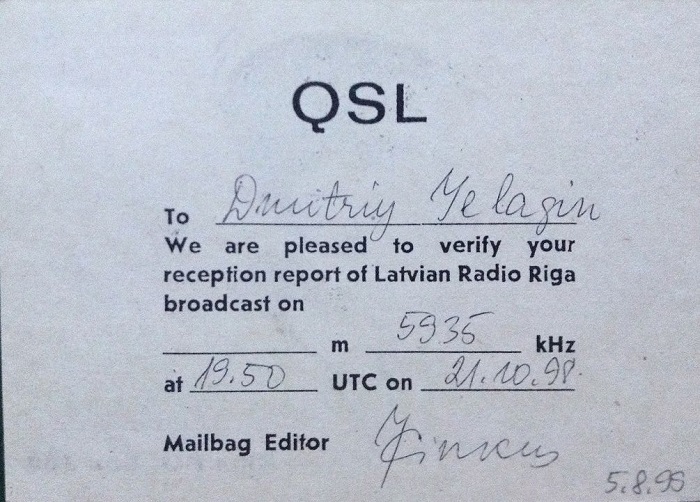 QSL
To Dmitriy Yelagin
We are pleased to verify your
reception report of Latvian Radio Riga
broadcast on
m 5935 kHz
at 19.50 UTC on 21.10.98.
Mailbag Editor
5.8.99